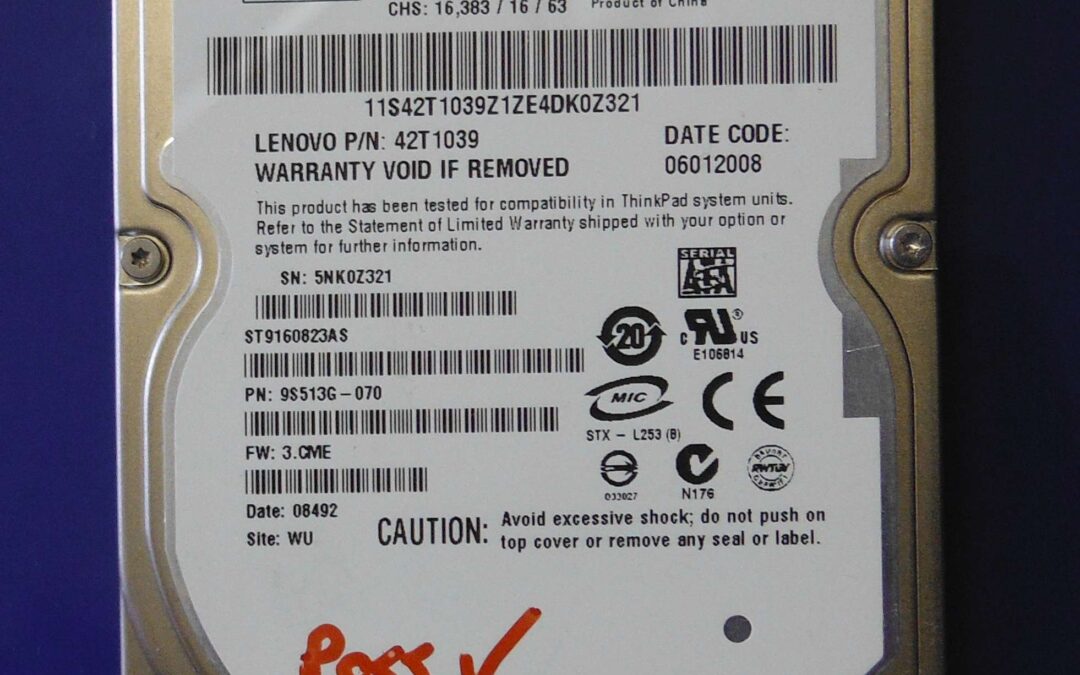 CHS: 16,383 / 16 / 63 Product of China
11S42T1039Z1ZE4DK0Z321
LENOVO P/N: 42T1039
WARRANTY VOID IF REMOVED
DATE CODE:
06012008
This product has been tested for compatibility in ThinkPad system units.
Refer to the Statement of Limited Warranty shipped with your option or
system for further information.
SN: 5NK0Z321
SERIAL
ATA
ST9160823AS
20
c RU ® US
E106814
PN: 9S513G-070
MIC
CE
STX - L253 (B)
FW: 3.CME
033027
N176
RWTÜV
Date: 08492
Site: WU
CAUTION: Avoid excessive shock; do not push on
top cover or remove any seal or label.
Pass